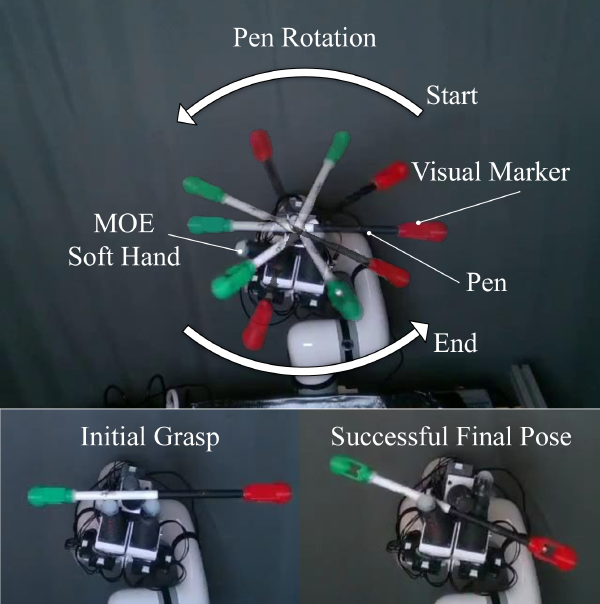 Pen Rotation
Start
Visual Marker
MOE
Soft Hand
Pen
End
Initial Grasp
Successful Final Pose